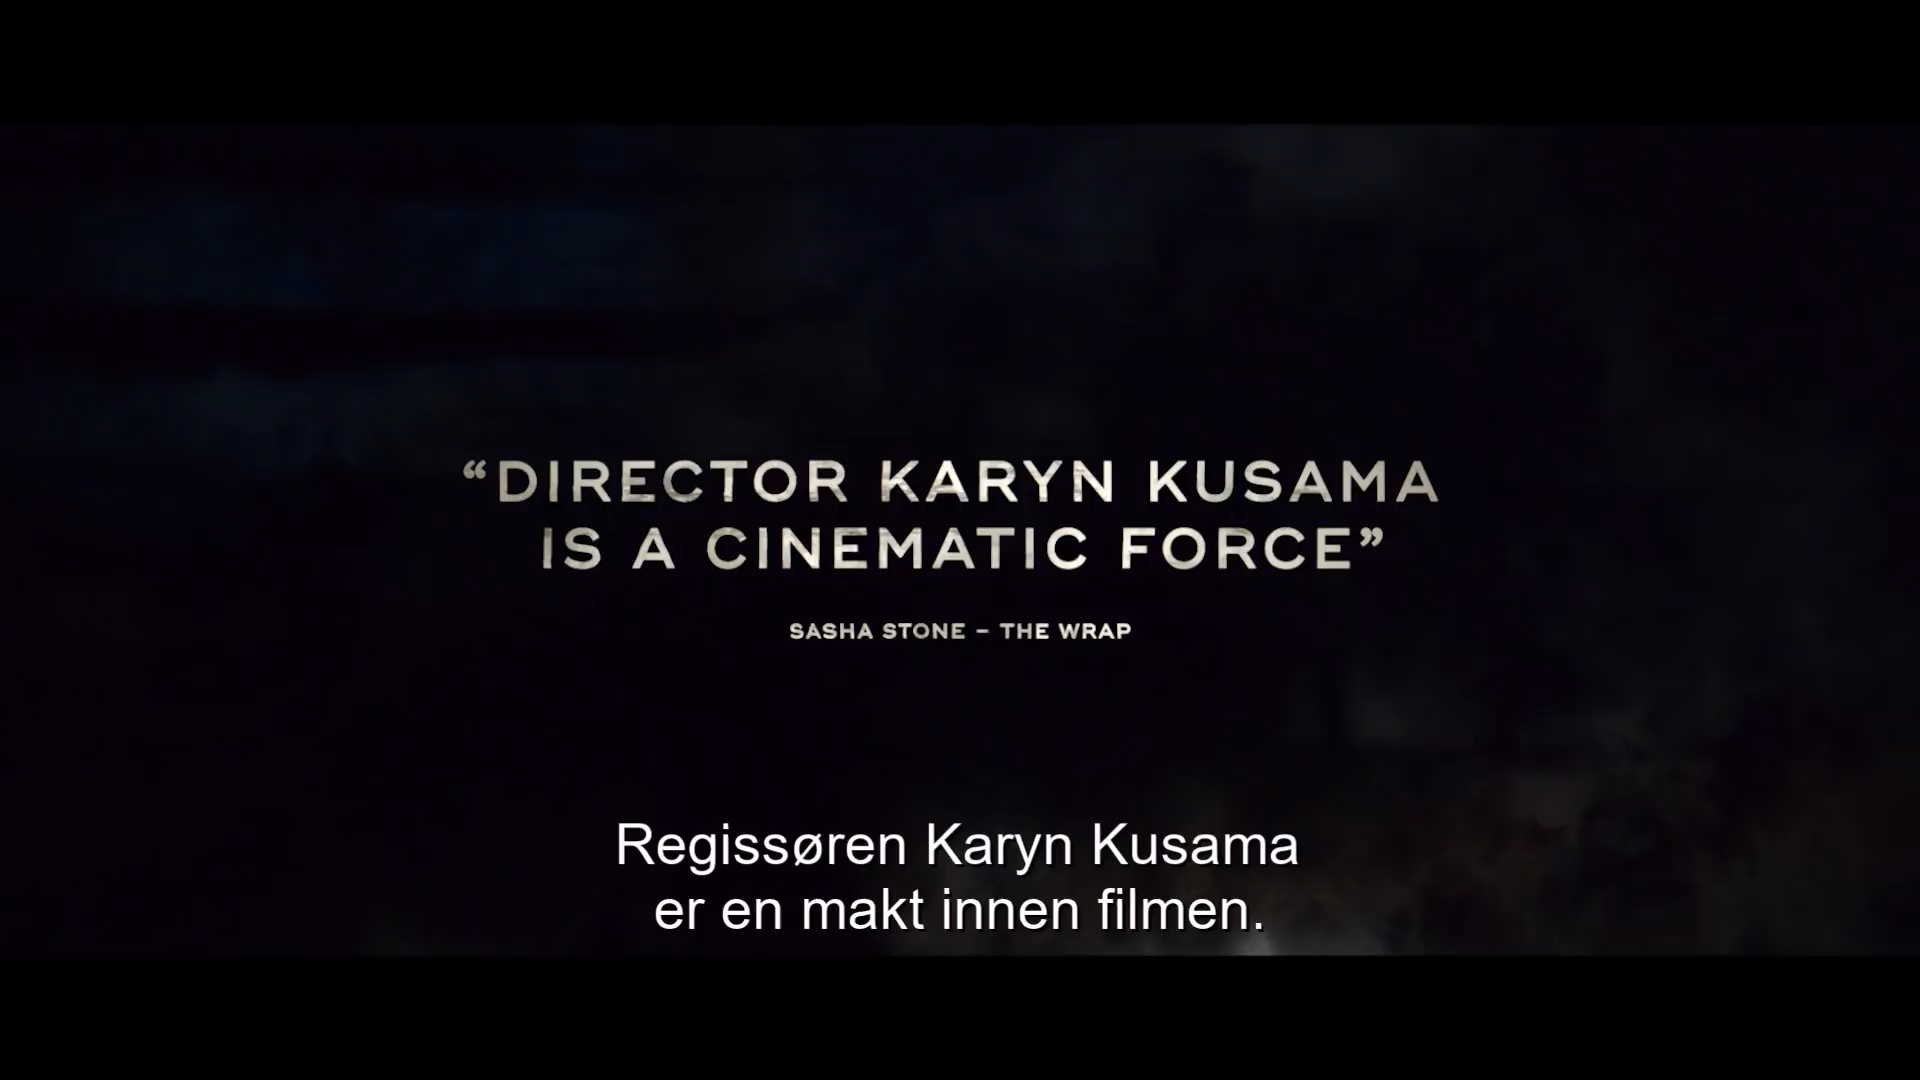 “DIRECTOR KARYN KUSAMA
IS A CINEMATIC FORCE”
SASHA STONE – THE WRAP
Regissøren Karyn Kusama
er en makt innen filmen.